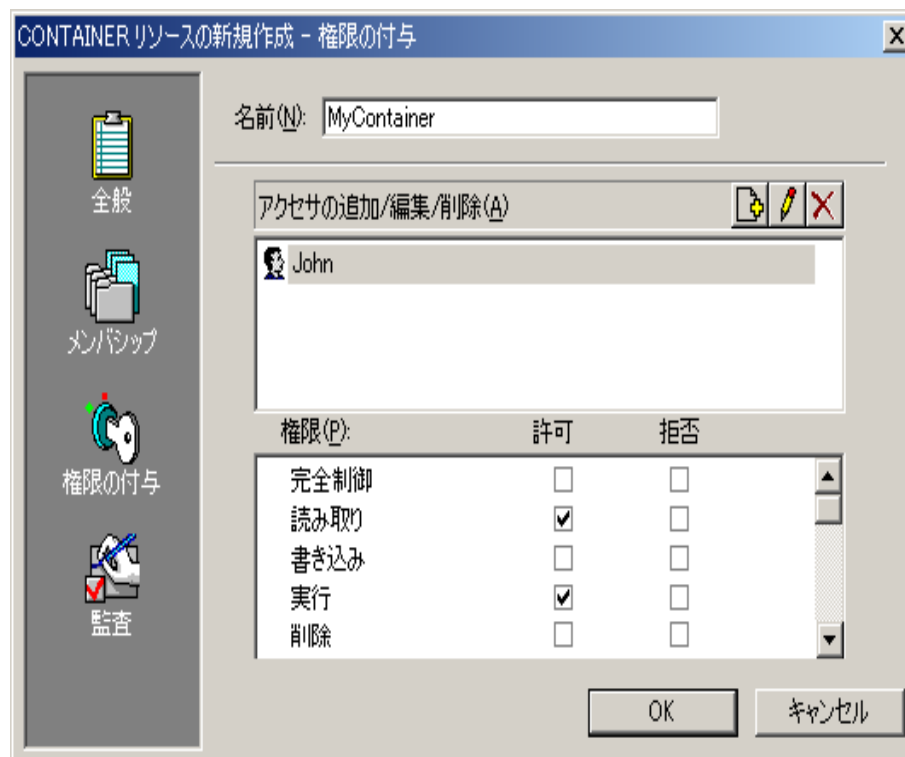 CONTAINER リソースの新規作成 - 権限の付与
名前(N): MyContainer
全般
メンバシップ
権限の付与
監査
アクセサの追加/編集/削除(A)
John
権限(P): 許可 拒否
完全制御
読み取り
書き込み
実行
削除
OK キャンセル